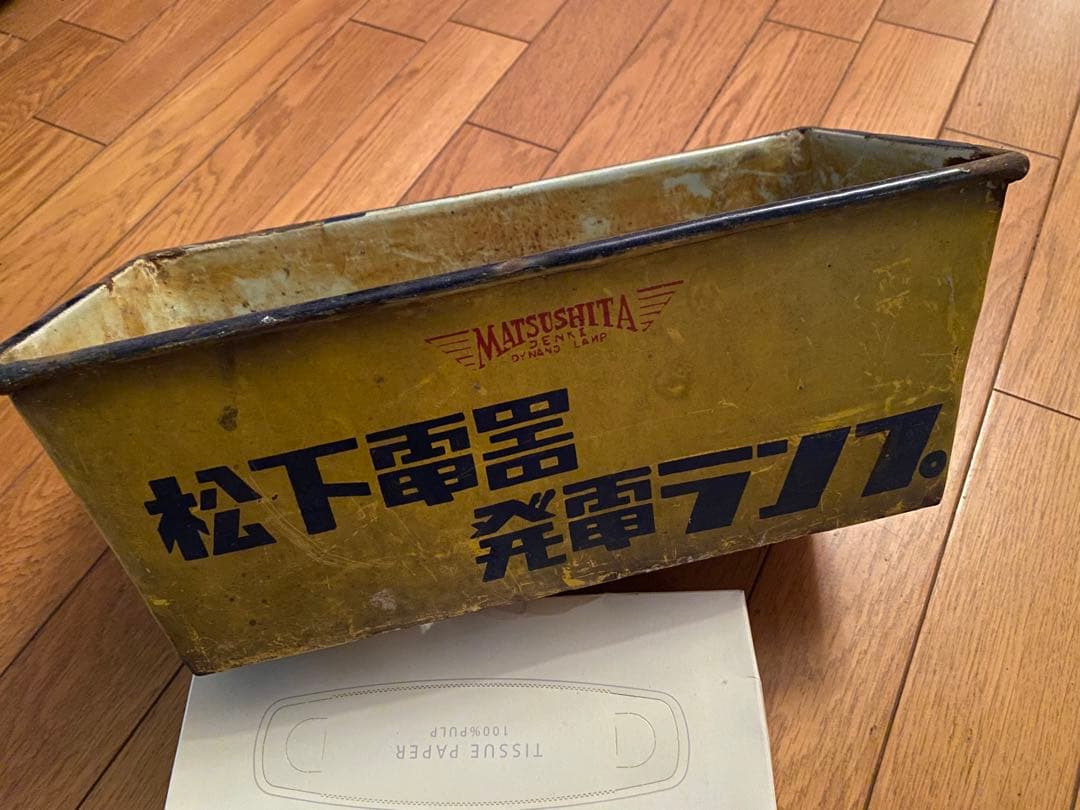 MATSUSHITA
DENKI
DYNAMO LAMP
松下電器
発電ランプ
TISSUE PAPER
100%PULP